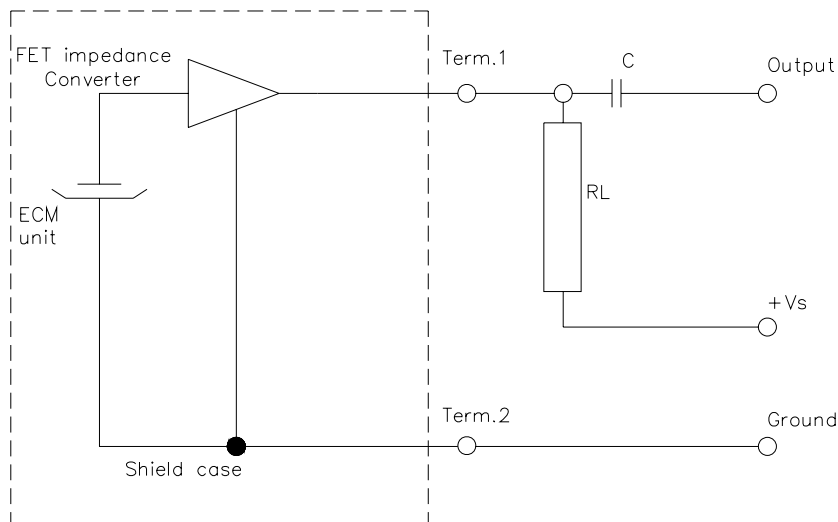 FET impedance
Converter
ECM
unit
Shield case
Term.1
C
Output
RL
+Vs
Term.2
Ground